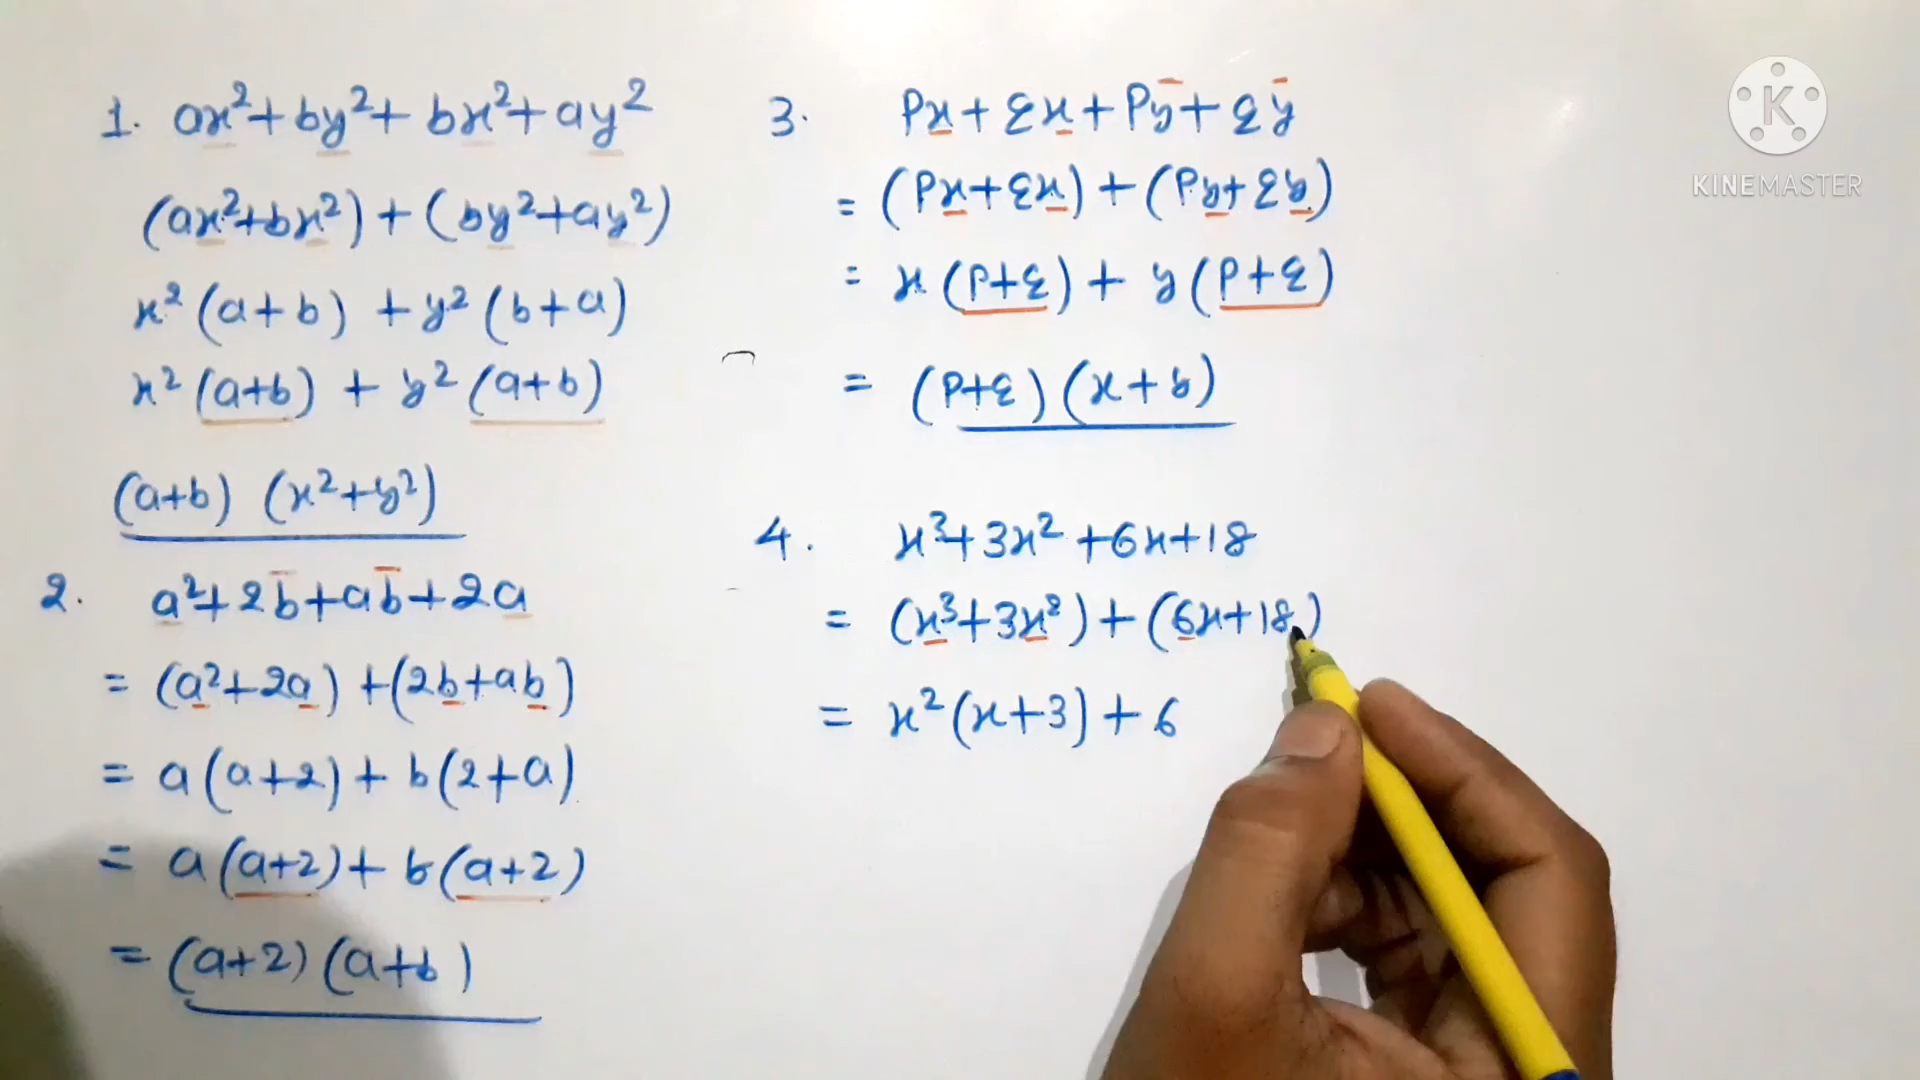 1. ax²+by²+bx²+ay²
(ax²+bx²)+(by²+ay²)
x²(a+b) +y²(b+a)
x²(a+b) + y²(a+b)
(a+b) (x²+y²)
2. a²+2b+ab+2a
= (a²+2a) +(2b+ab)
= a(a+2)+b(2+a)
= a(a+2)+ b(a+2)
= (a+2) (a+b)
3. Px+qx+Py+qy
= (Px+qx)+(Py+qy)
= x(P+q)+ y(P+q)
= (P+q)(x+y)
4. x³+3x²+6x+18
= (x³+3x²)+(6x+18)
= x²(x+3)+6
K
KINEMASTER